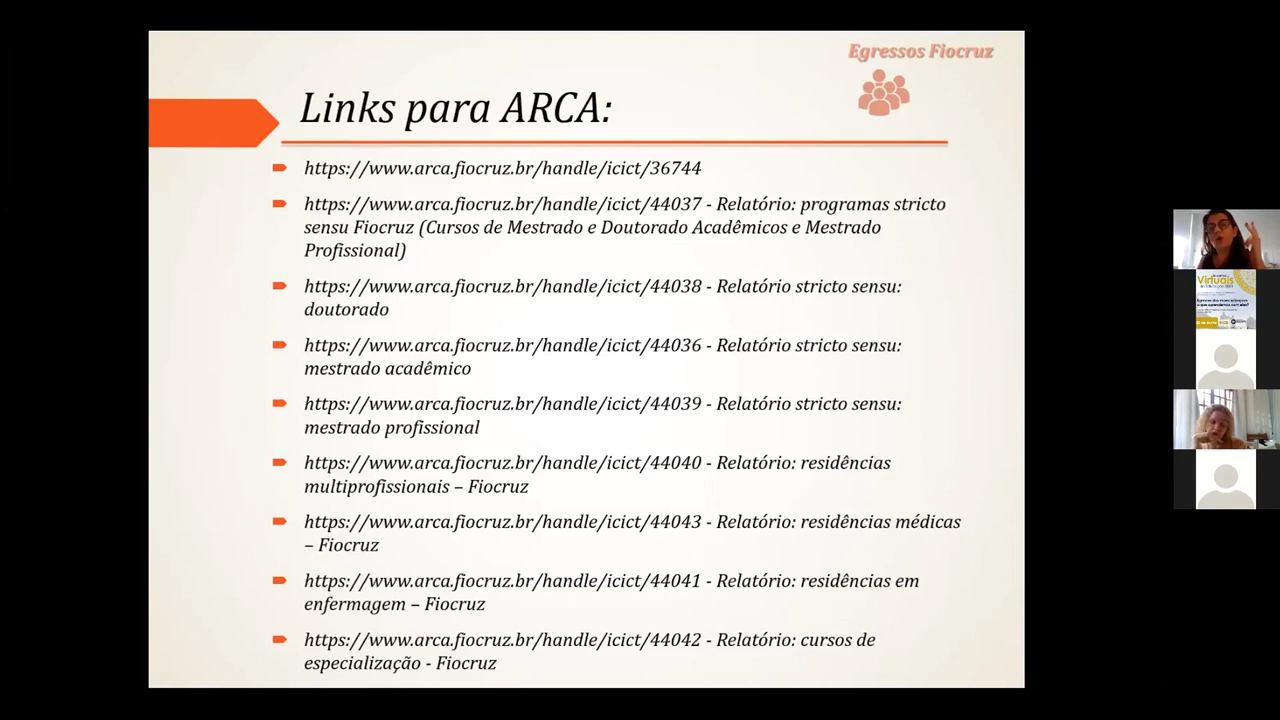 Egressos Fiocruz
Links para ARCA:
https://www.arca.fiocruz.br/handle/icict/36744
https://www.arca.fiocruz.br/handle/icict/44037 - Relatório: programas stricto
sensu Fiocruz (Cursos de Mestrado e Doutorado Acadêmicos e Mestrado
Profissional)
https://www.arca.fiocruz.br/handle/icict/44038 - Relatório stricto sensu:
doutorado
https://www.arca.fiocruz.br/handle/icict/44036 - Relatório stricto sensu:
mestrado acadêmico
https://www.arca.fiocruz.br/handle/icict/44039 - Relatório stricto sensu:
mestrado profissional
https://www.arca.fiocruz.br/handle/icict/44040 - Relatório: residências
multiprofissionais – Fiocruz
https://www.arca.fiocruz.br/handle/icict/44043 - Relatório: residências médicas
– Fiocruz
https://www.arca.fiocruz.br/handle/icict/44041 - Relatório: residências em
enfermagem – Fiocruz
https://www.arca.fiocruz.br/handle/icict/44042 - Relatório: cursos de
especialização - Fiocruz
Virtuais